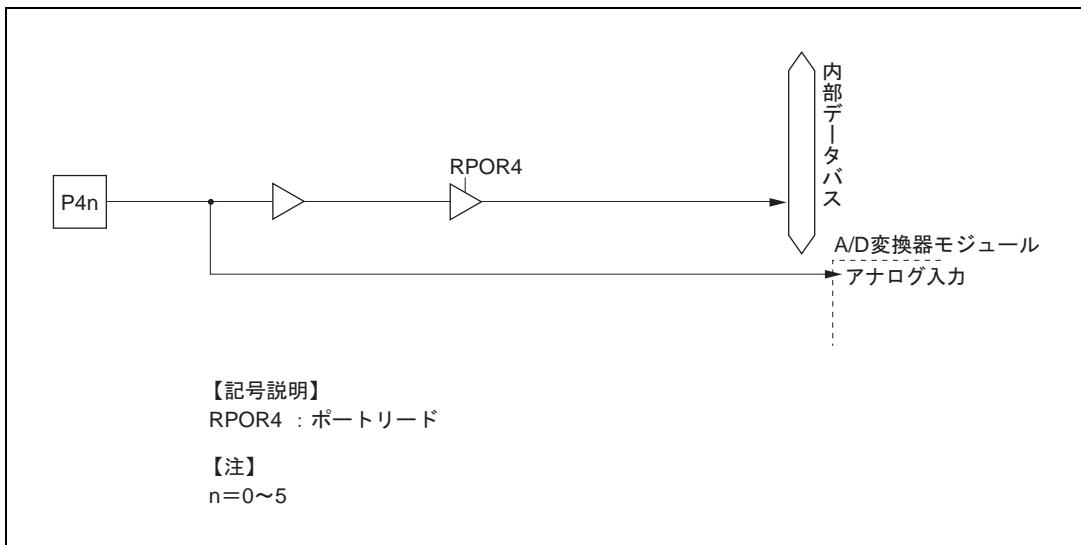 内部データバス
RPOR4
P4n
A/D変換器モジュール
アナログ入力
【記号説明】
RPOR4 : ポートリード
【注】
n=0~5